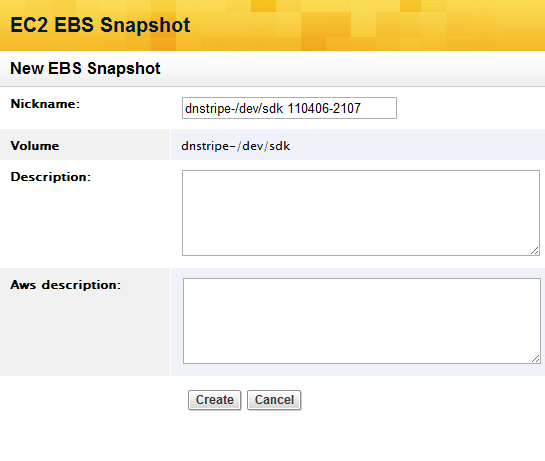 EC2 EBS Snapshot
New EBS Snapshot
Nickname: dnstripe-/dev/sdk 110406-2107
Volume dnstripe-/dev/sdk
Description:
Aws description:
Create Cancel